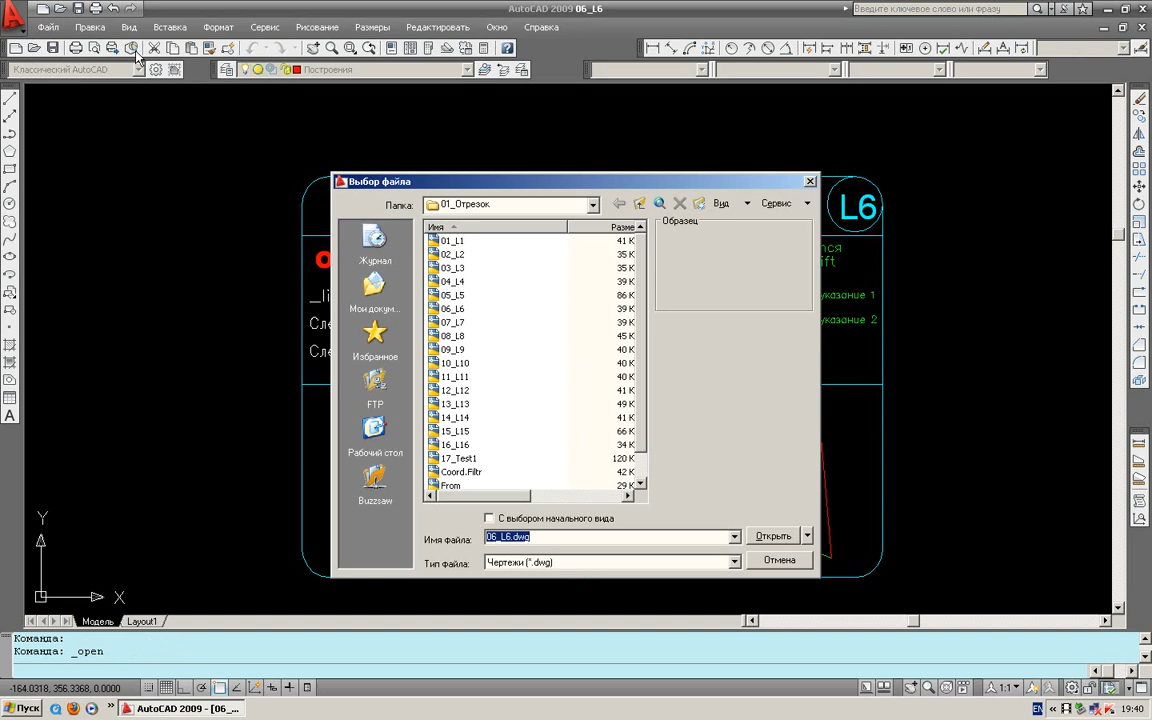 AutoCAD 2009 06_L6
Введите ключевое слово или фразу
Файл Правка Вид Вставка Формат Сервис Рисование Размеры Редактировать Окно Справка
Классический AutoCAD
Построения
Выбор файла
Папка: 01_Отрезок
Вид Сервис
Имя Разме
Образец
01_L1 41 K
02_L2 35 K
03_L3 35 K
04_L4 39 K
05_L5 86 K
06_L6 39 K
07_L7 39 K
08_L8 45 K
09_L9 40 K
10_L10 40 K
11_L11 40 K
12_L12 41 K
13_L13 49 K
14_L14 41 K
15_L15 66 K
16_L16 34 K
17_Test1 120 K
Coord.Filtr 42 K
From 29 K
Журнал
Мои докум...
Избранное
FTP
Рабочий стол
Buzzsaw
С выбором начального вида
Имя файла: 06_L6.dwg Открыть
Тип файла: Чертежи (*.dwg) Отмена
L6
ся
ift
указание 1
указание 2
_li
Сле
Сле
Y
X
Модель Layout1
Команда:
Команда: _open
-164.0318, 356.3368, 0.0000
1:1
Пуск
AutoCAD 2009 - [06_...
EN
19:40